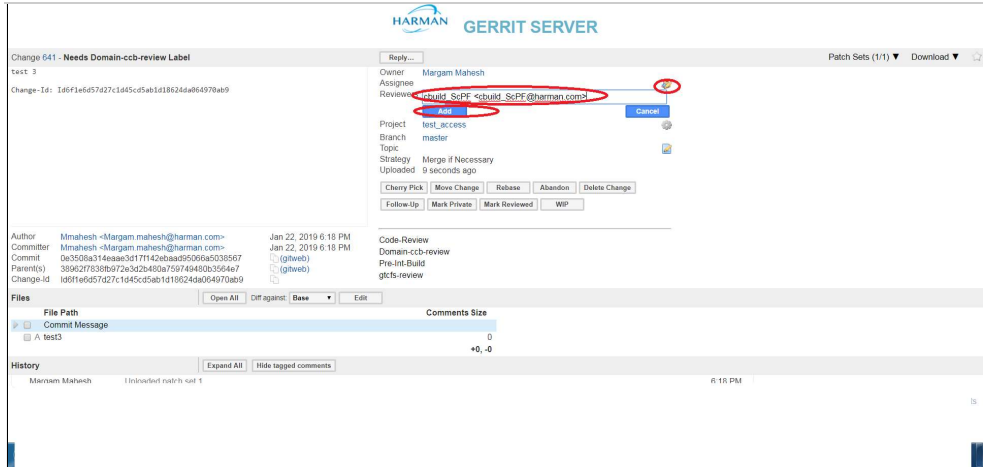 HARMAN GERRIT SERVER
Change 641 - Needs Domain-ccb-review Label
Reply...
Patch Sets (1/1) ▼ Download ▼
test 3
Change-Id: Id6f1e6d57d27c1d45cd5ab1d18624da064970ab9
Owner Margam Mahesh
Assignee
Reviewers cbuild_ScPF <cbuild_ScPF@harman.com>
Add Cancel
Project test_access
Branch master
Topic
Strategy Merge if Necessary
Uploaded 9 seconds ago
Cherry Pick Move Change Rebase Abandon Delete Change
Follow-Up Mark Private Mark Reviewed WIP
Author Mmahesh <Margam.mahesh@harman.com> Jan 22, 2019 6:18 PM
Committer Mmahesh <Margam.mahesh@harman.com> Jan 22, 2019 6:18 PM
Commit 0e3508a314eaae3d17f142ebaad95066a5038567 (gitweb)
Parent(s) 38962f7838fb972e3d2b480a759749480b3564e7 (gitweb)
Change-Id Id6f1e6d57d27c1d45cd5ab1d18624da064970ab9
Code-Review
Domain-ccb-review
Pre-Int-Build
gtcfs-review
Files Open All Diff against: Base ▼ Edit
File Path Comments Size
Commit Message
A test3 0
+0, -0
History Expand All Hide tagged comments
Margam Mahesh Uploaded patch set 1 6:18 PM
ts